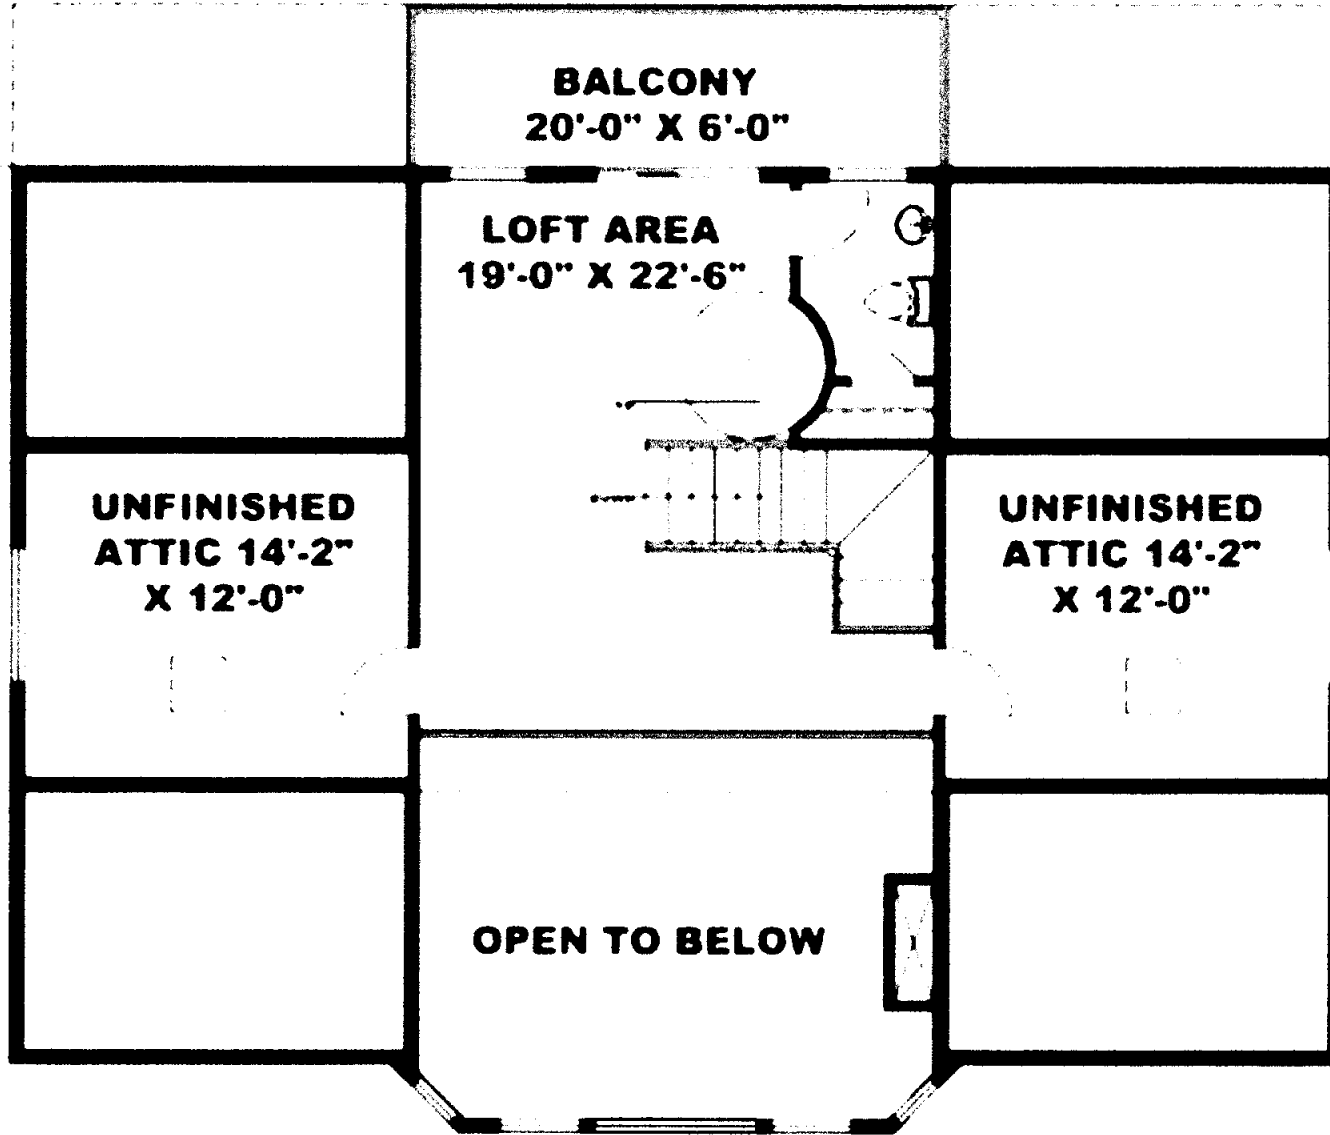 BALCONY
20'-0" X 6'-0"
LOFT AREA
19'-0" X 22'-6"
UNFINISHED
ATTIC 14'-2"
X 12'-0"
UNFINISHED
ATTIC 14'-2"
X 12'-0"
OPEN TO BELOW